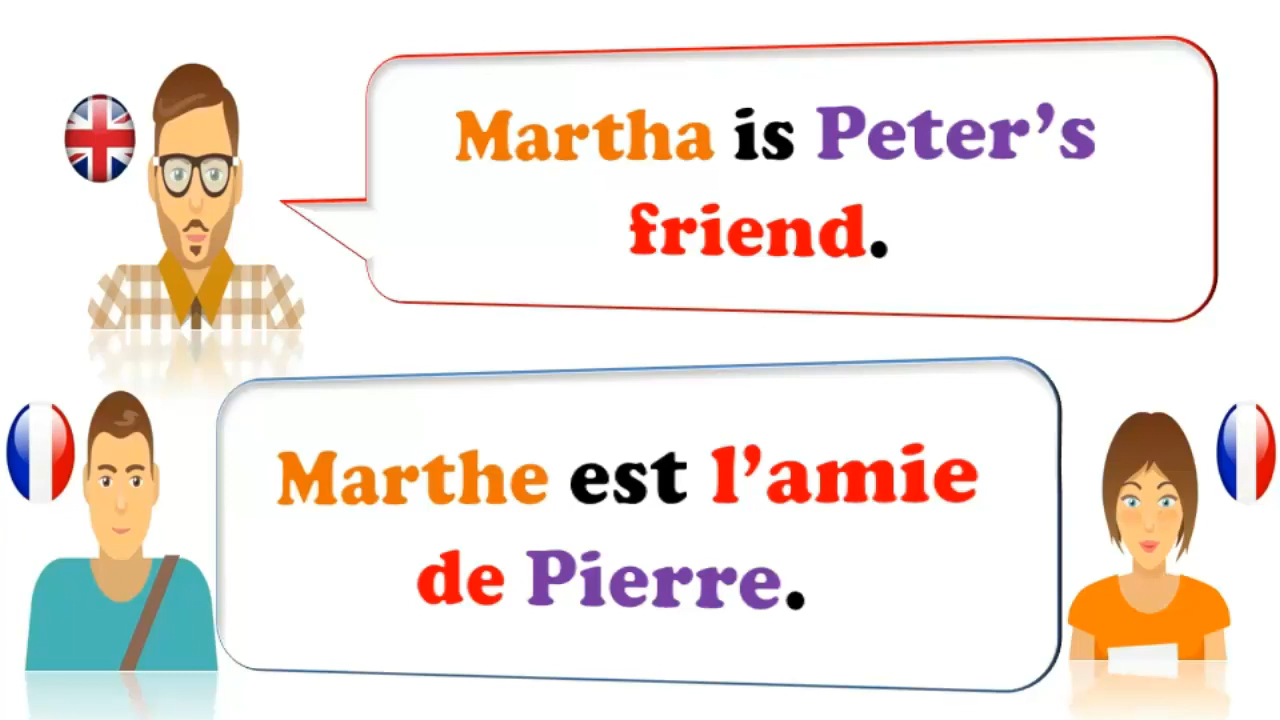 Martha is Peter’s
friend.
Marthe est l’amie
de Pierre.